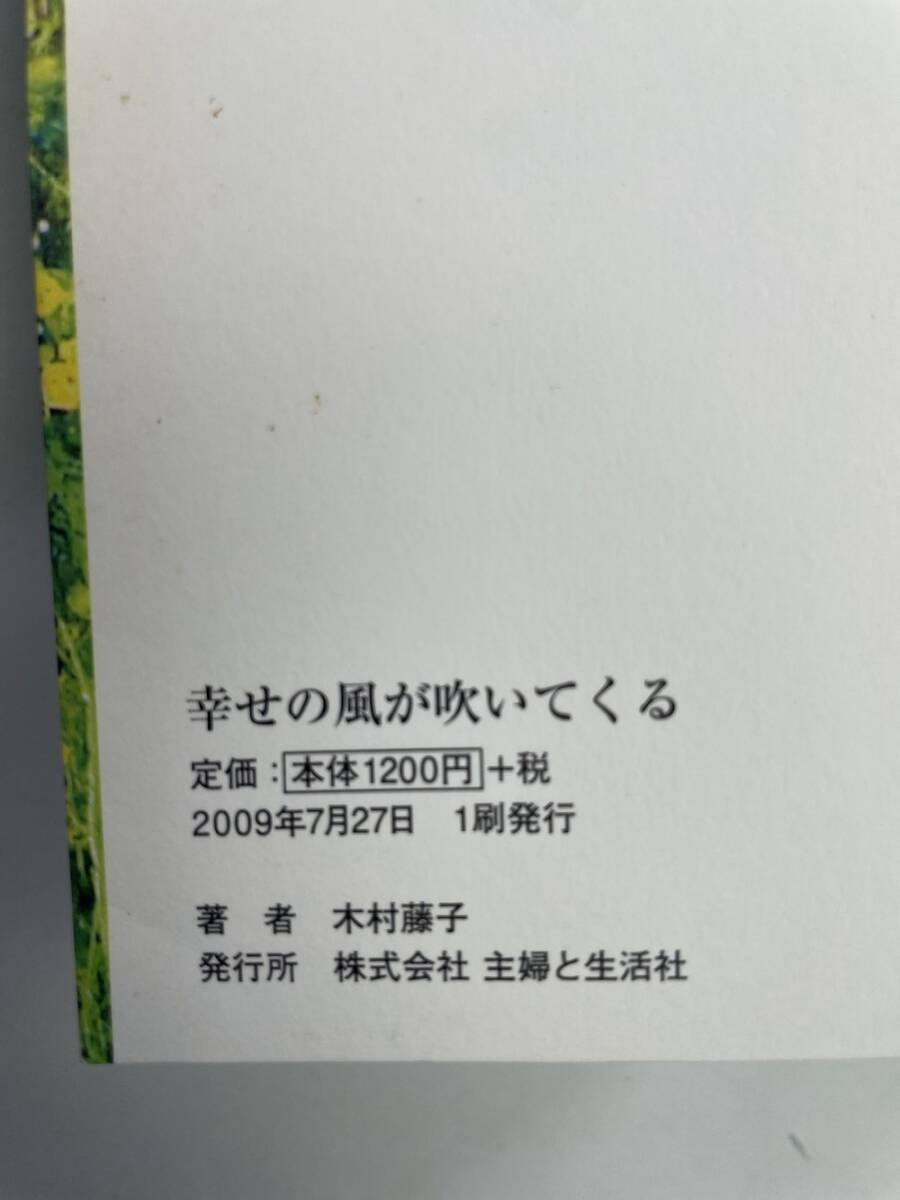 幸せの風が吹いてくる
定価：本体1200円+税
2009年7月27日　1刷発行
著　者　木村藤子
発行所　株式会社 主婦と生活社